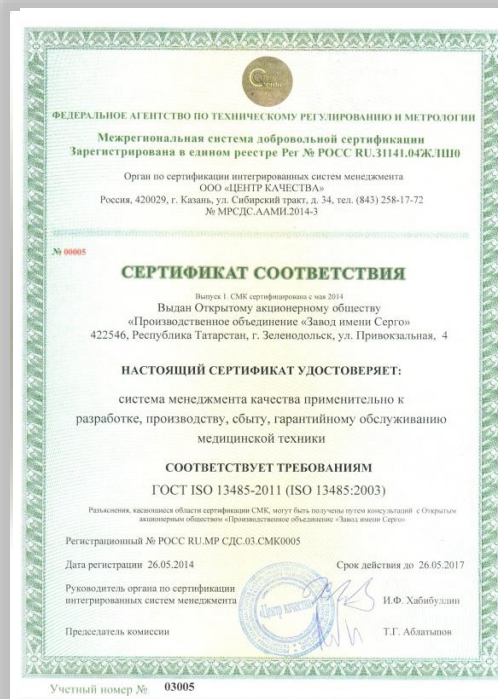 ФЕДЕРАЛЬНОЕ АГЕНТСТВО ПО ТЕХНИЧЕСКОМУ РЕГУЛИРОВАНИЮ И МЕТРОЛОГИИ
Межрегиональная система добровольной сертификации
Зарегистрирована в едином реестре Рег № РОСС RU.31141.04ЖЛШ0
Орган по сертификации интегрированных систем менеджмента
ООО «ЦЕНТР КАЧЕСТВА»
Россия, 420029, г. Казань, ул. Сибирский тракт, д. 34, тел. (843) 258-17-72
№ МРСДС.ААМИ.2014-3
№ 00005
СЕРТИФИКАТ СООТВЕТСТВИЯ
Выпуск 1. СМК сертифицирована с мая 2014
Выдан Открытому акционерному обществу
«Производственное объединение «Завод имени Серго»
422546, Республика Татарстан, г. Зеленодольск, ул. Привокзальная, 4
НАСТОЯЩИЙ СЕРТИФИКАТ УДОСТОВЕРЯЕТ:
система менеджмента качества применительно к
разработке, производству, сбыту, гарантийному обслуживанию
медицинской техники
СООТВЕТСТВУЕТ ТРЕБОВАНИЯМ
ГОСТ ISO 13485-2011 (ISO 13485:2003)
Разъяснения, касающиеся области сертификации СМК, могут быть получены путем консультаций с Открытым
акционерным обществом «Производственное объединение «Завод имени Серго»
Регистрационный № РОСС RU.МР СДС.03.СМК0005
Дата регистрации 26.05.2014 Срок действия до 26.05.2017
Руководитель органа по сертификации
интегрированных систем менеджмента И.Ф. Хабибуллин
«Центр качества»
Председатель комиссии Т.Г. Аблатыпов
Учетный номер № 03005